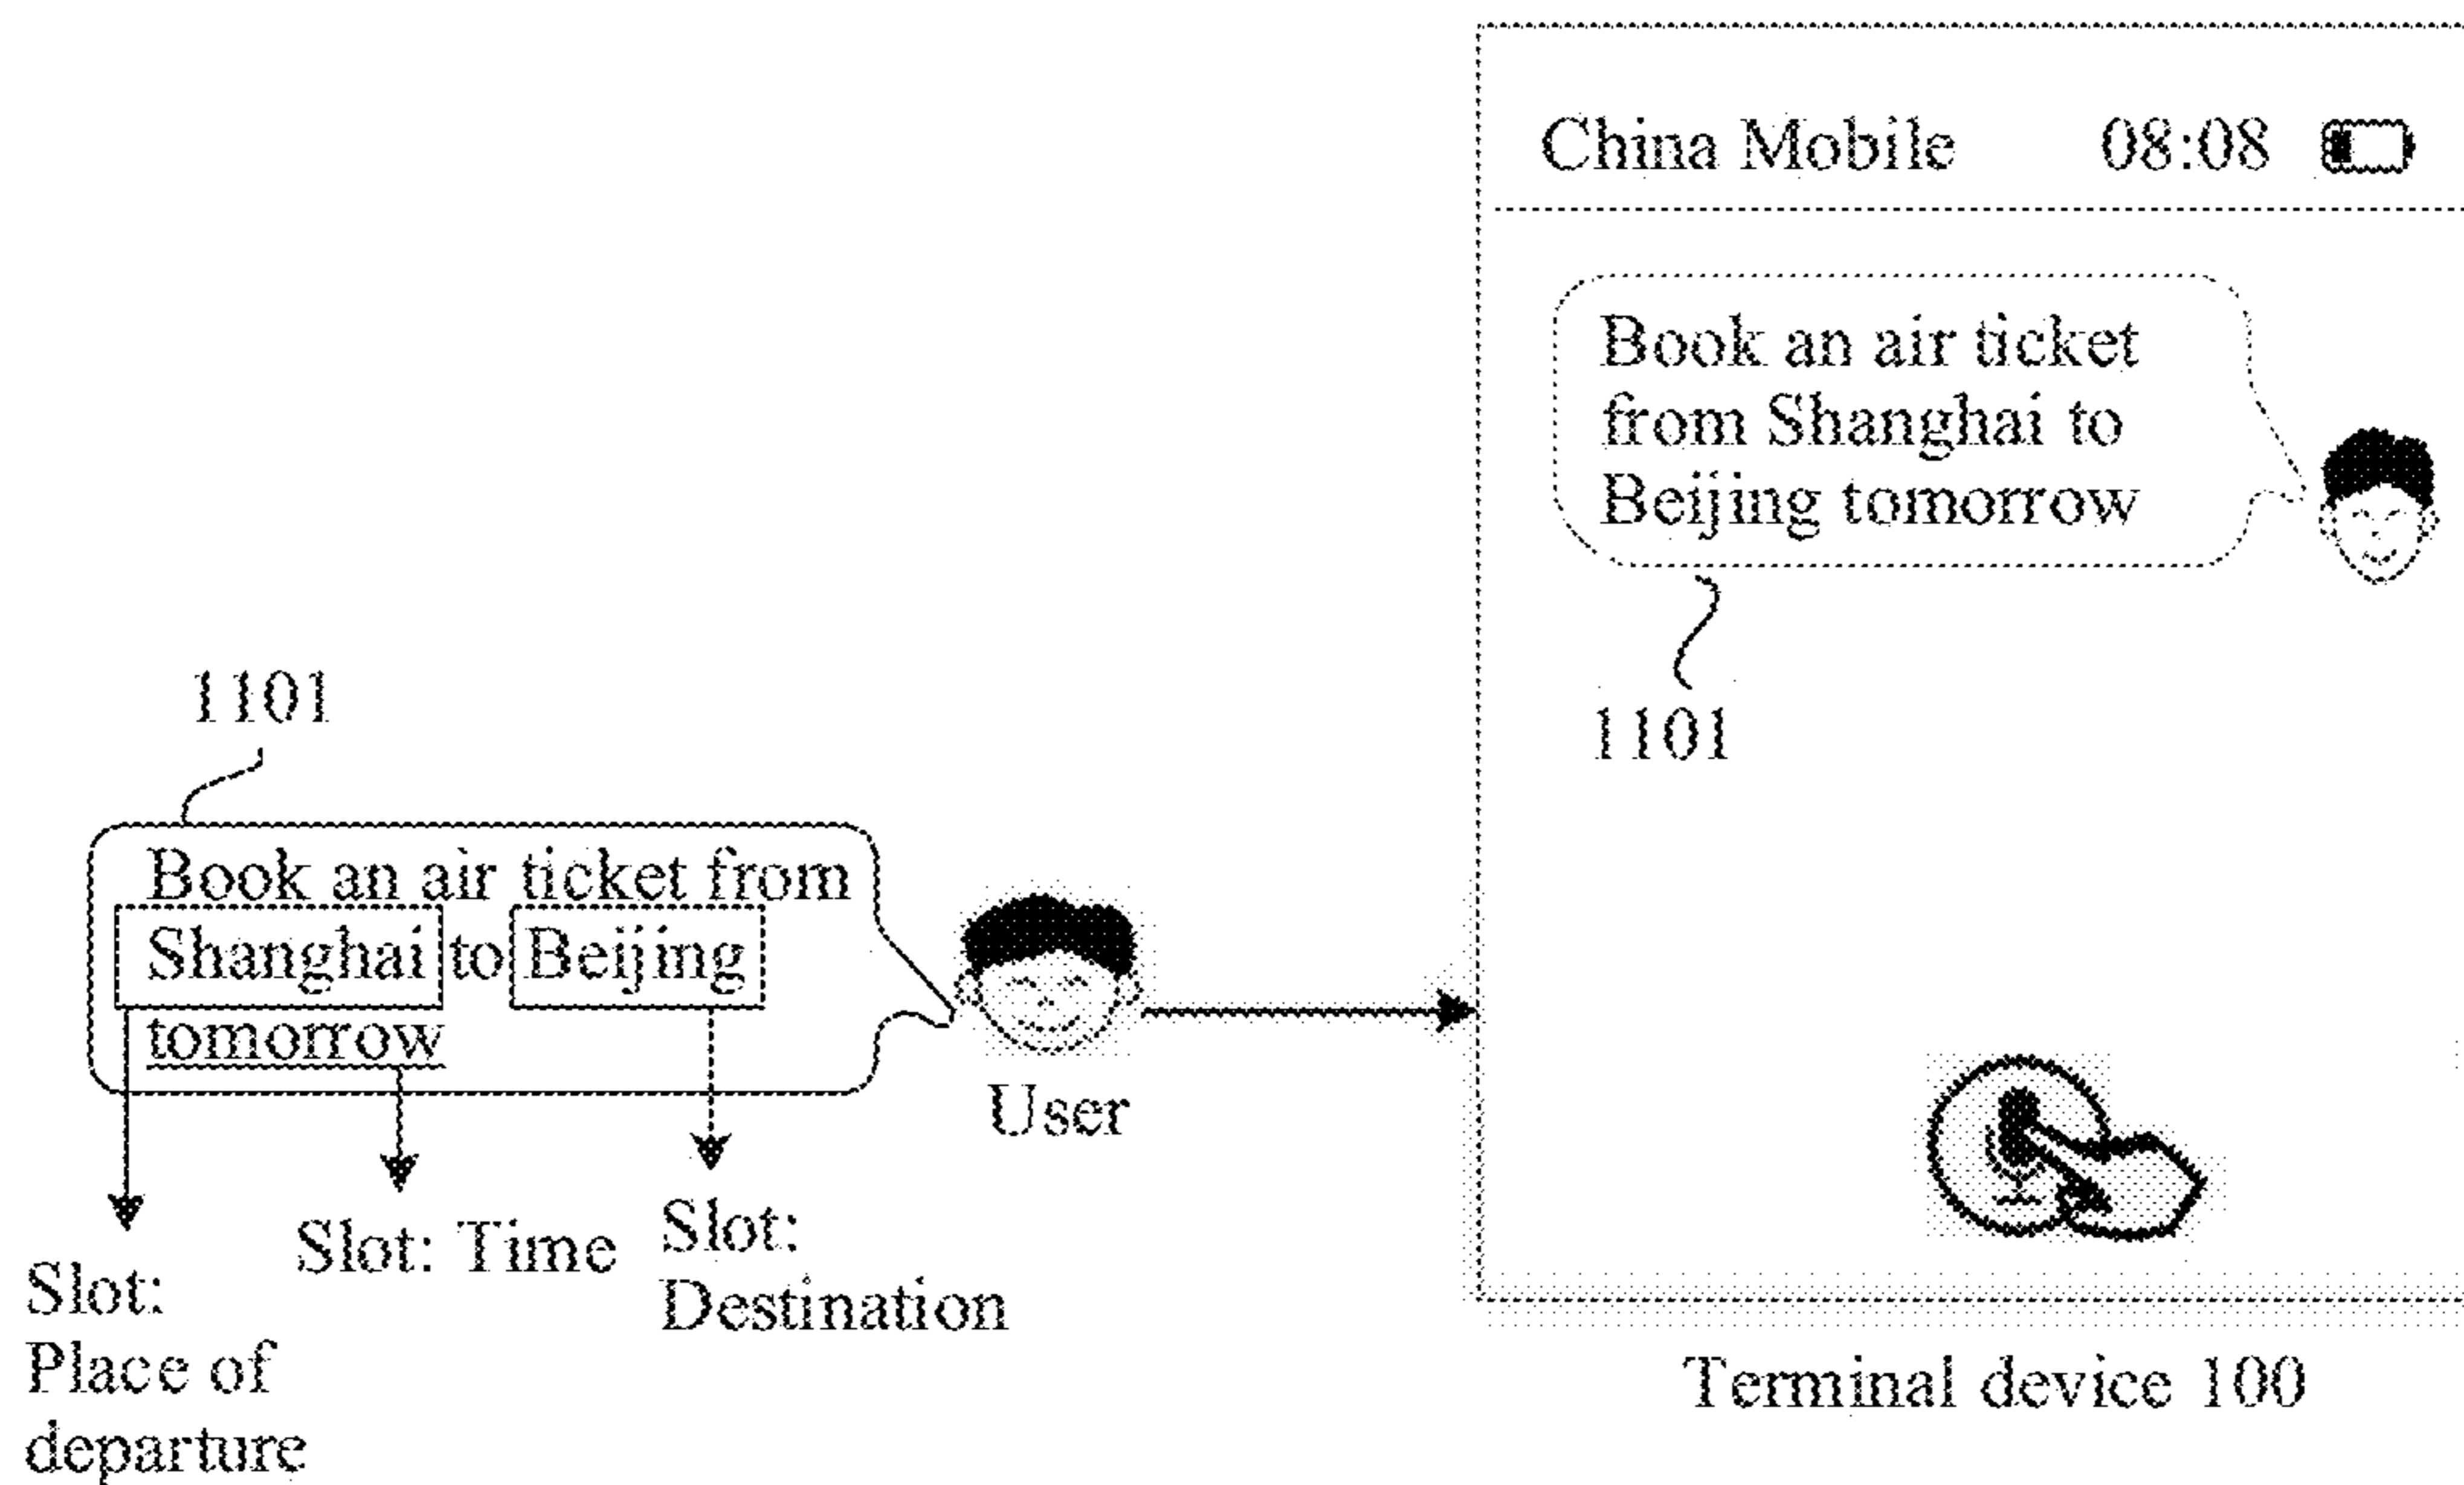 China Mobile 08:08
Book an air ticket
from Shanghai to
Beijing tomorrow
1101
1101
Book an air ticket from
Shanghai to Beijing
tomorrow
User
Slot: Time
Slot:
Destination
Slot:
Place of
departure
Terminal device 100